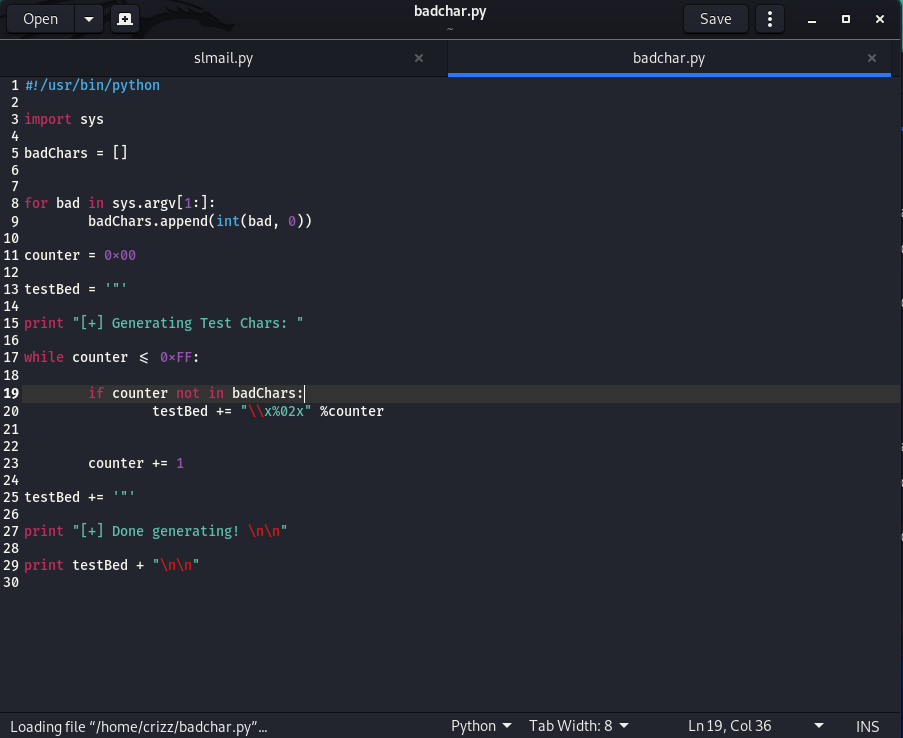 Open
badchar.py
~
Save
slmail.py
badchar.py
1 #!/usr/bin/python
2
3 import sys
4
5 badChars = []
6
7
8 for bad in sys.argv[1:]:
9         badChars.append(int(bad, 0))
10
11 counter = 0×00
12
13 testBed = '"'
14
15 print "[+] Generating Test Chars: "
16
17 while counter ⩽ 0×FF:
18
19         if counter not in badChars:
20                 testBed += "\\x%02x" %counter
21
22
23         counter += 1
24
25 testBed += '"'
26
27 print "[+] Done generating! \n\n"
28
29 print testBed + "\n\n"
30
Loading file “/home/crizz/badchar.py”…
Python
Tab Width: 8
Ln 19, Col 36
INS